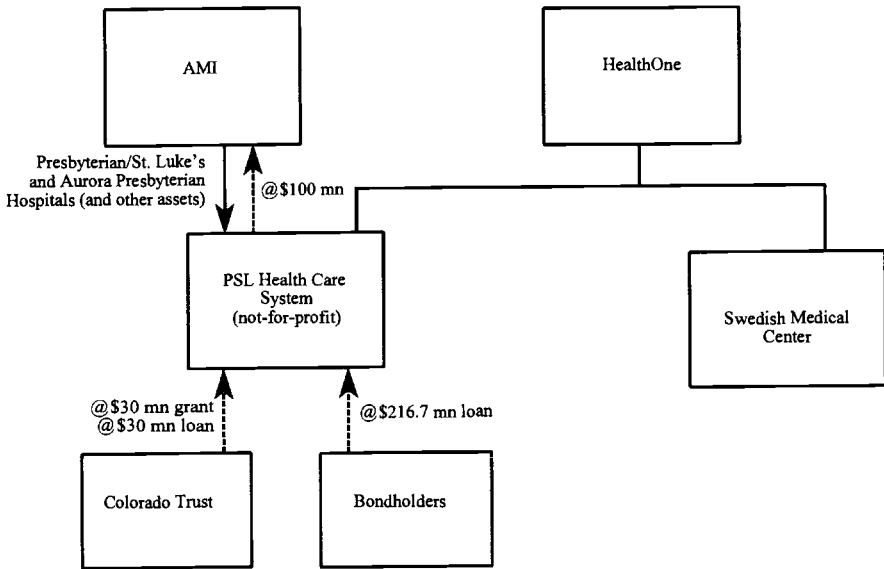 AMI
HealthOne
Presbyterian/St. Luke's
and Aurora Presbyterian
Hospitals (and other assets)
@$100 mn
PSL Health Care
System
(not-for-profit)
Swedish Medical
Center
@$30 mn grant
@$30 mn loan
@$216.7 mn loan
Colorado Trust
Bondholders